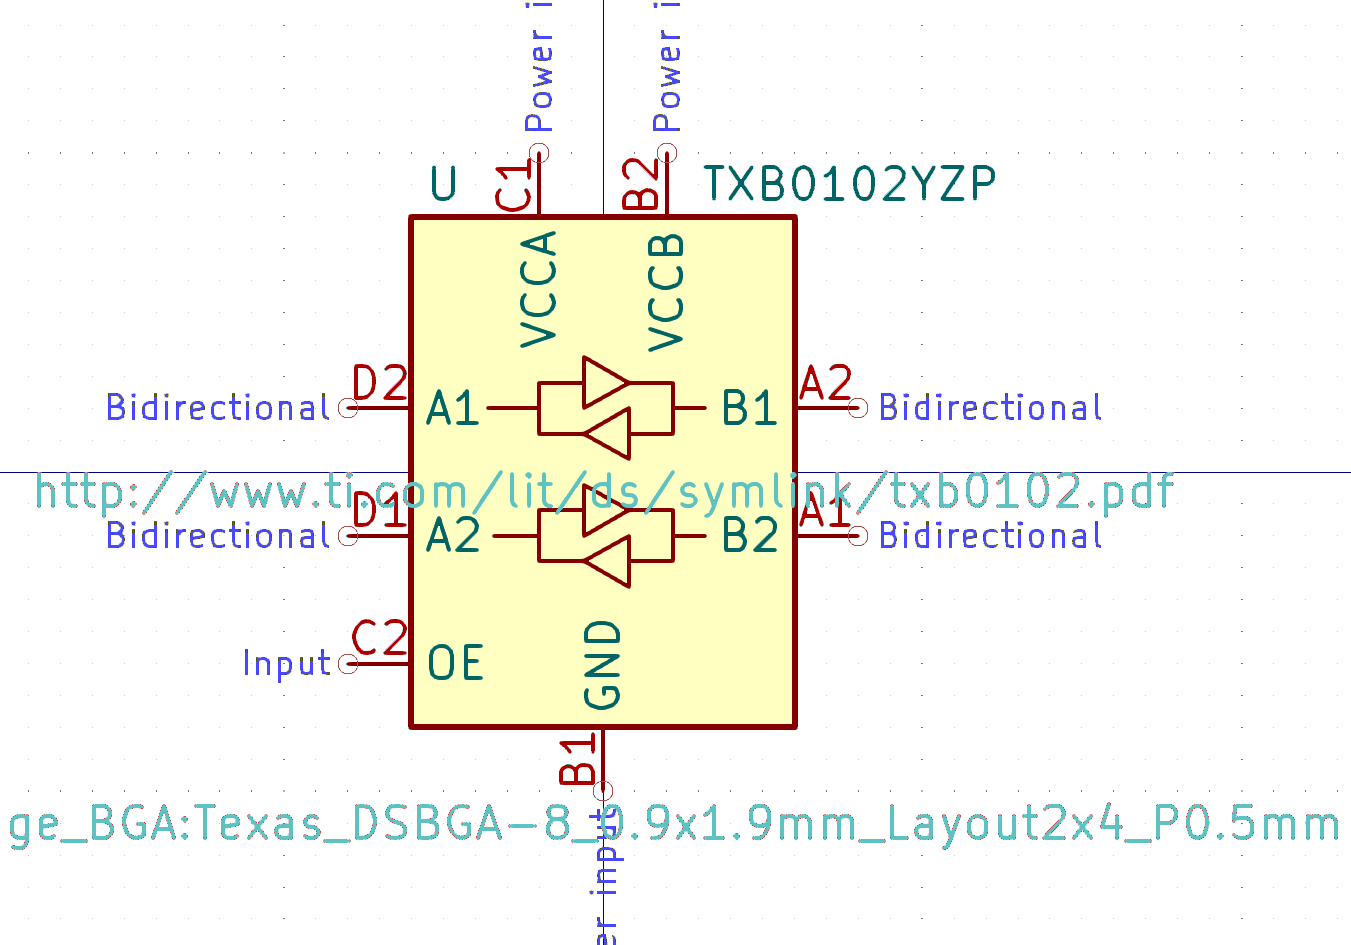 Power i
Power i
U
C1
B2
TXB0102YZP
VCCA
VCCB
Bidirectional
D2
A1
B1
A2
Bidirectional
http://www.ti.com/lit/ds/symlink/txb0102.pdf
Bidirectional
D1
A2
B2
A1
Bidirectional
Input
C2
OE
GND
B1
ge_BGA:Texas_DSBGA-8_0.9x1.9mm_Layout2x4_P0.5mm
er input